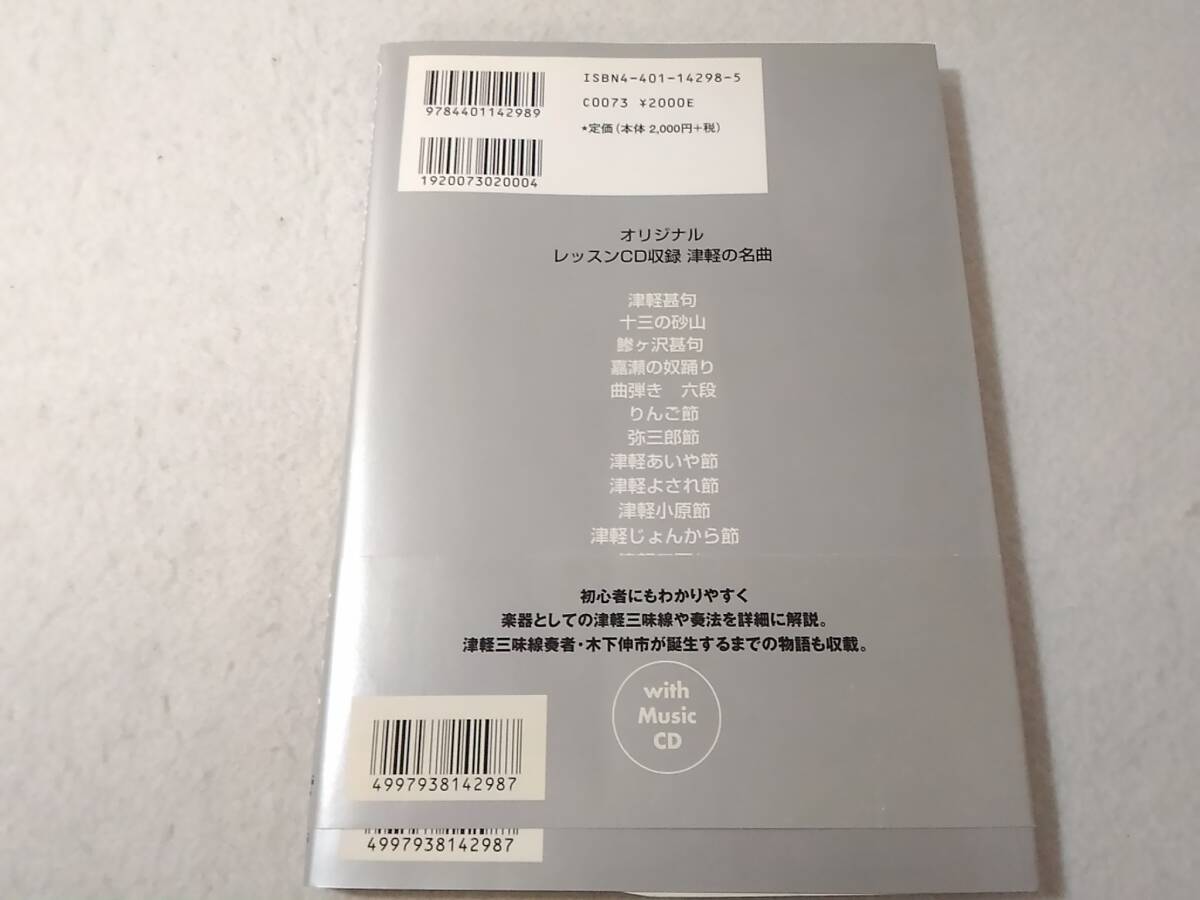 ISBN4-401-14298-5
C0073 ¥2000E
*定価(本体 2,000円+税)
9784401142989
1920073020004
オリジナル
レッスンCD収録 津軽の名曲
津軽甚句
十三の砂山
鰺ヶ沢甚句
嘉瀬の奴踊り
曲弾き 六段
りんご節
弥三郎節
津軽あいや節
津軽よされ節
津軽小原節
津軽じょんから節
初心者にもわかりやすく
楽器としての津軽三味線や奏法を詳細に解説。
津軽三味線奏者・木下伸市が誕生するまでの物語も収載。
with
Music
CD
4997938142987
4997938142987